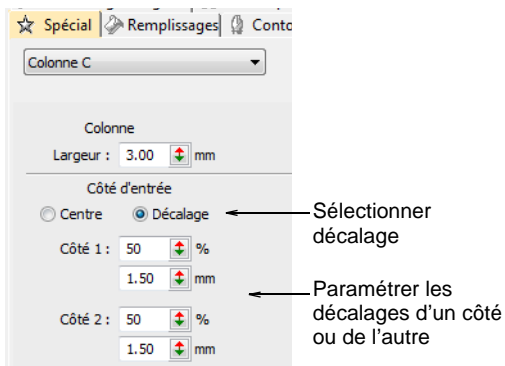 Spécial Remplissages Conto
Colonne C
Colonne
Largeur : 3.00 mm
Côté d'entrée
Centre Décalage
Sélectionner
décalage
Côté 1 : 50 %
1.50 mm
Paramétrer les
décalages d'un côté
ou de l'autre
Côté 2 : 50 %
1.50 mm